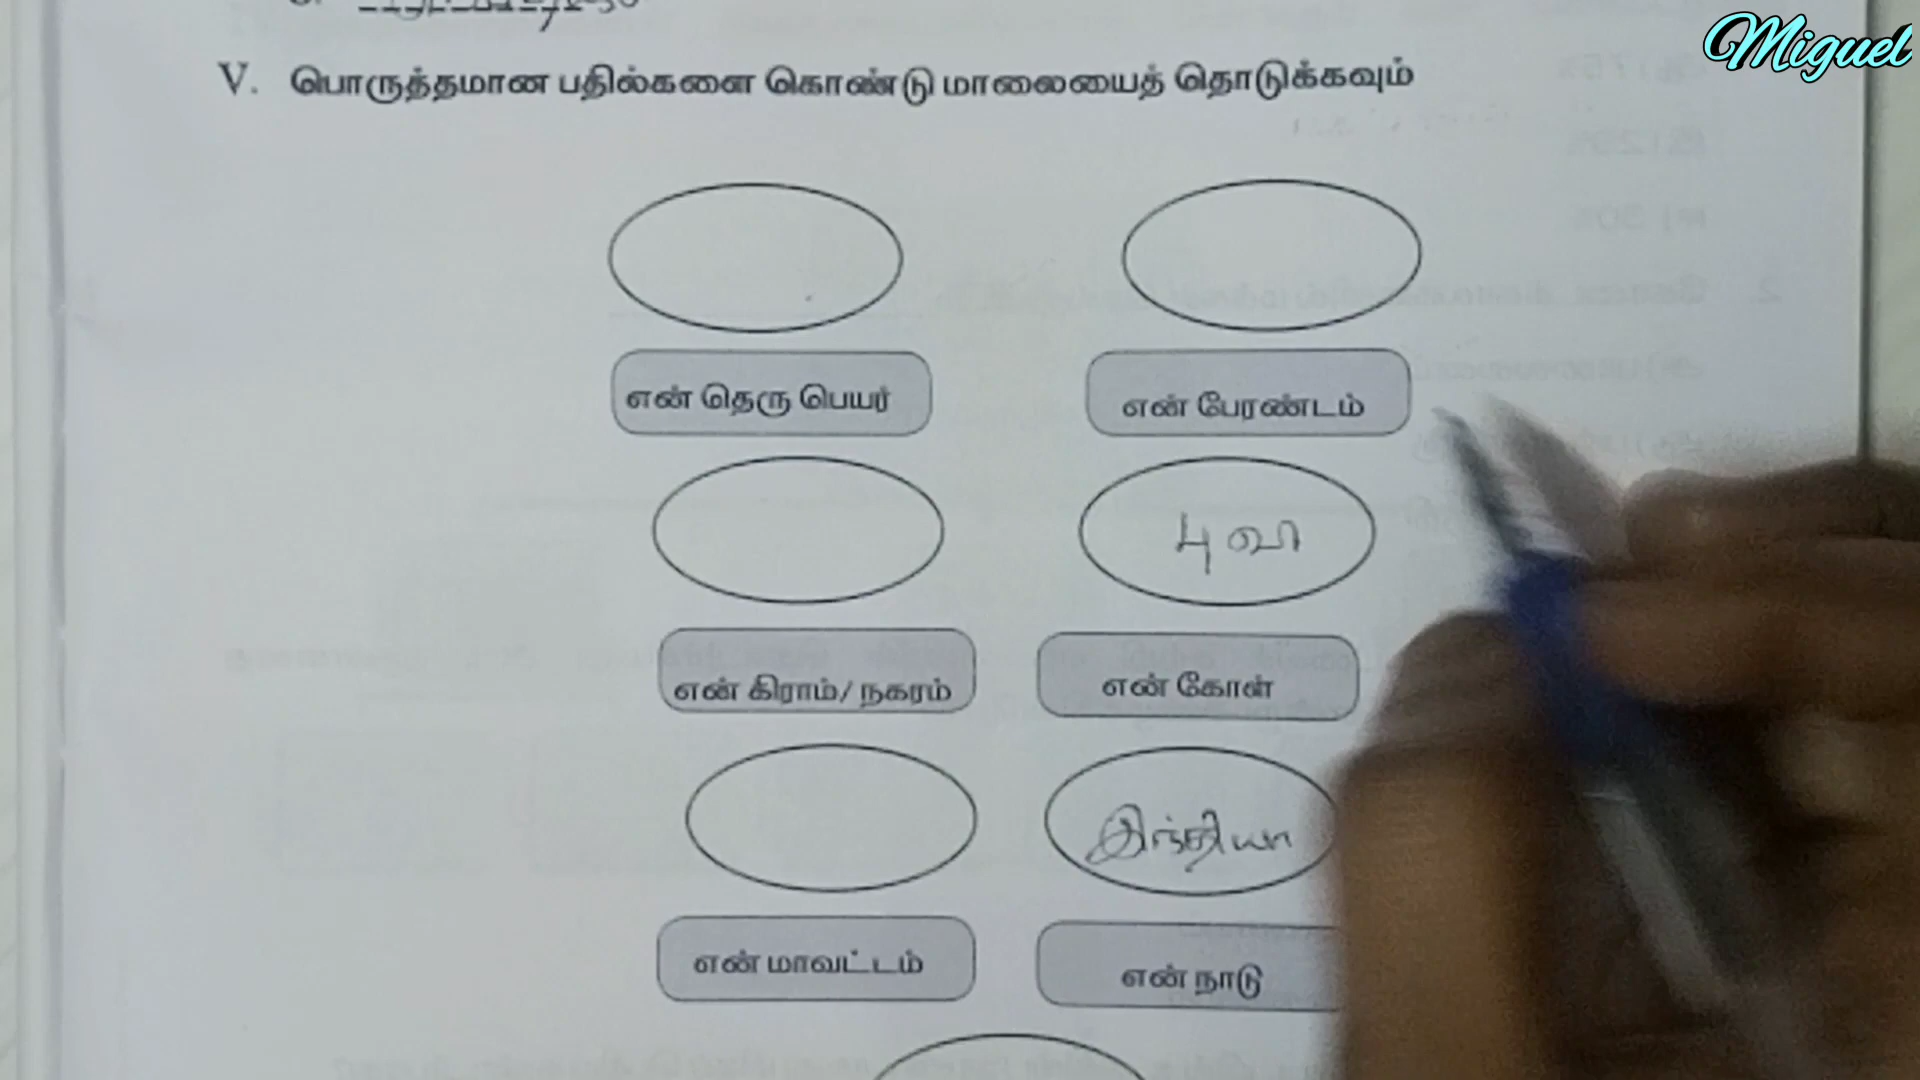 Miguel
V. பொருத்தமான பதில்களை கொண்டு மாலையைத் தொடுக்கவும்
என் தெரு பெயர்
என் பேரண்டம்
புவி
என் கிராம்/நகரம்
என் கோள்
இந்தியா
என் மாவட்டம்
என் நாடு